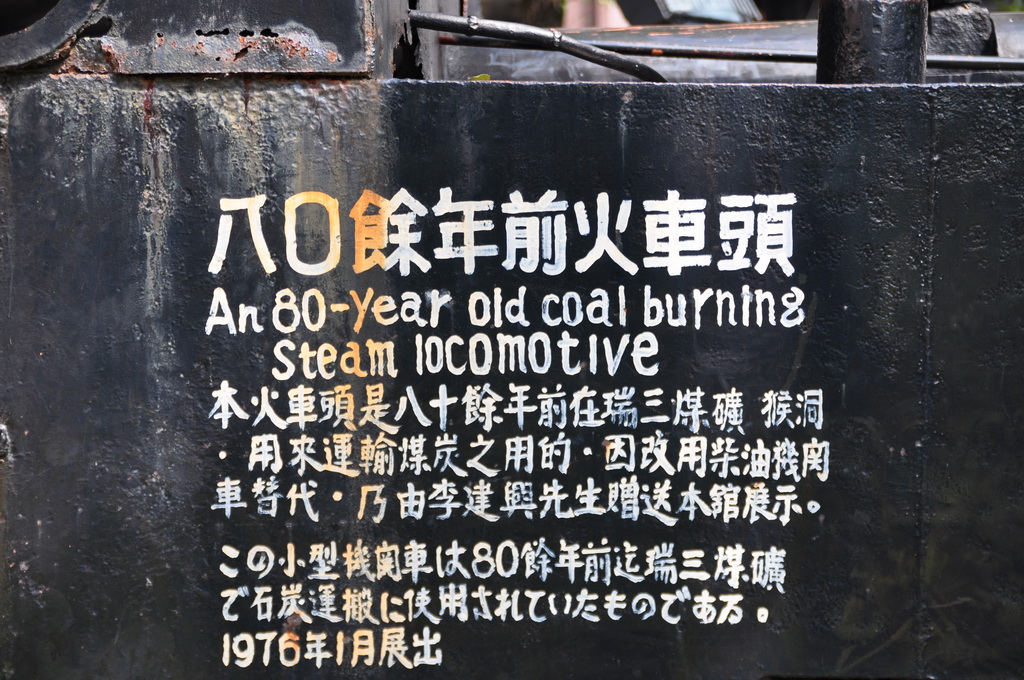 八〇餘年前火車頭
An 80-year old coal burning
steam locomotive
本火車頭是八十餘年前在瑞三煤礦 猴洞
·用來運輸煤炭之用的·因改用柴油機関
車替代·乃由李建興先生贈送本館展示。
この小型機関車は80餘年前迄瑞三煤礦
で石炭運搬に使用されていたものである。
1976年1月展出